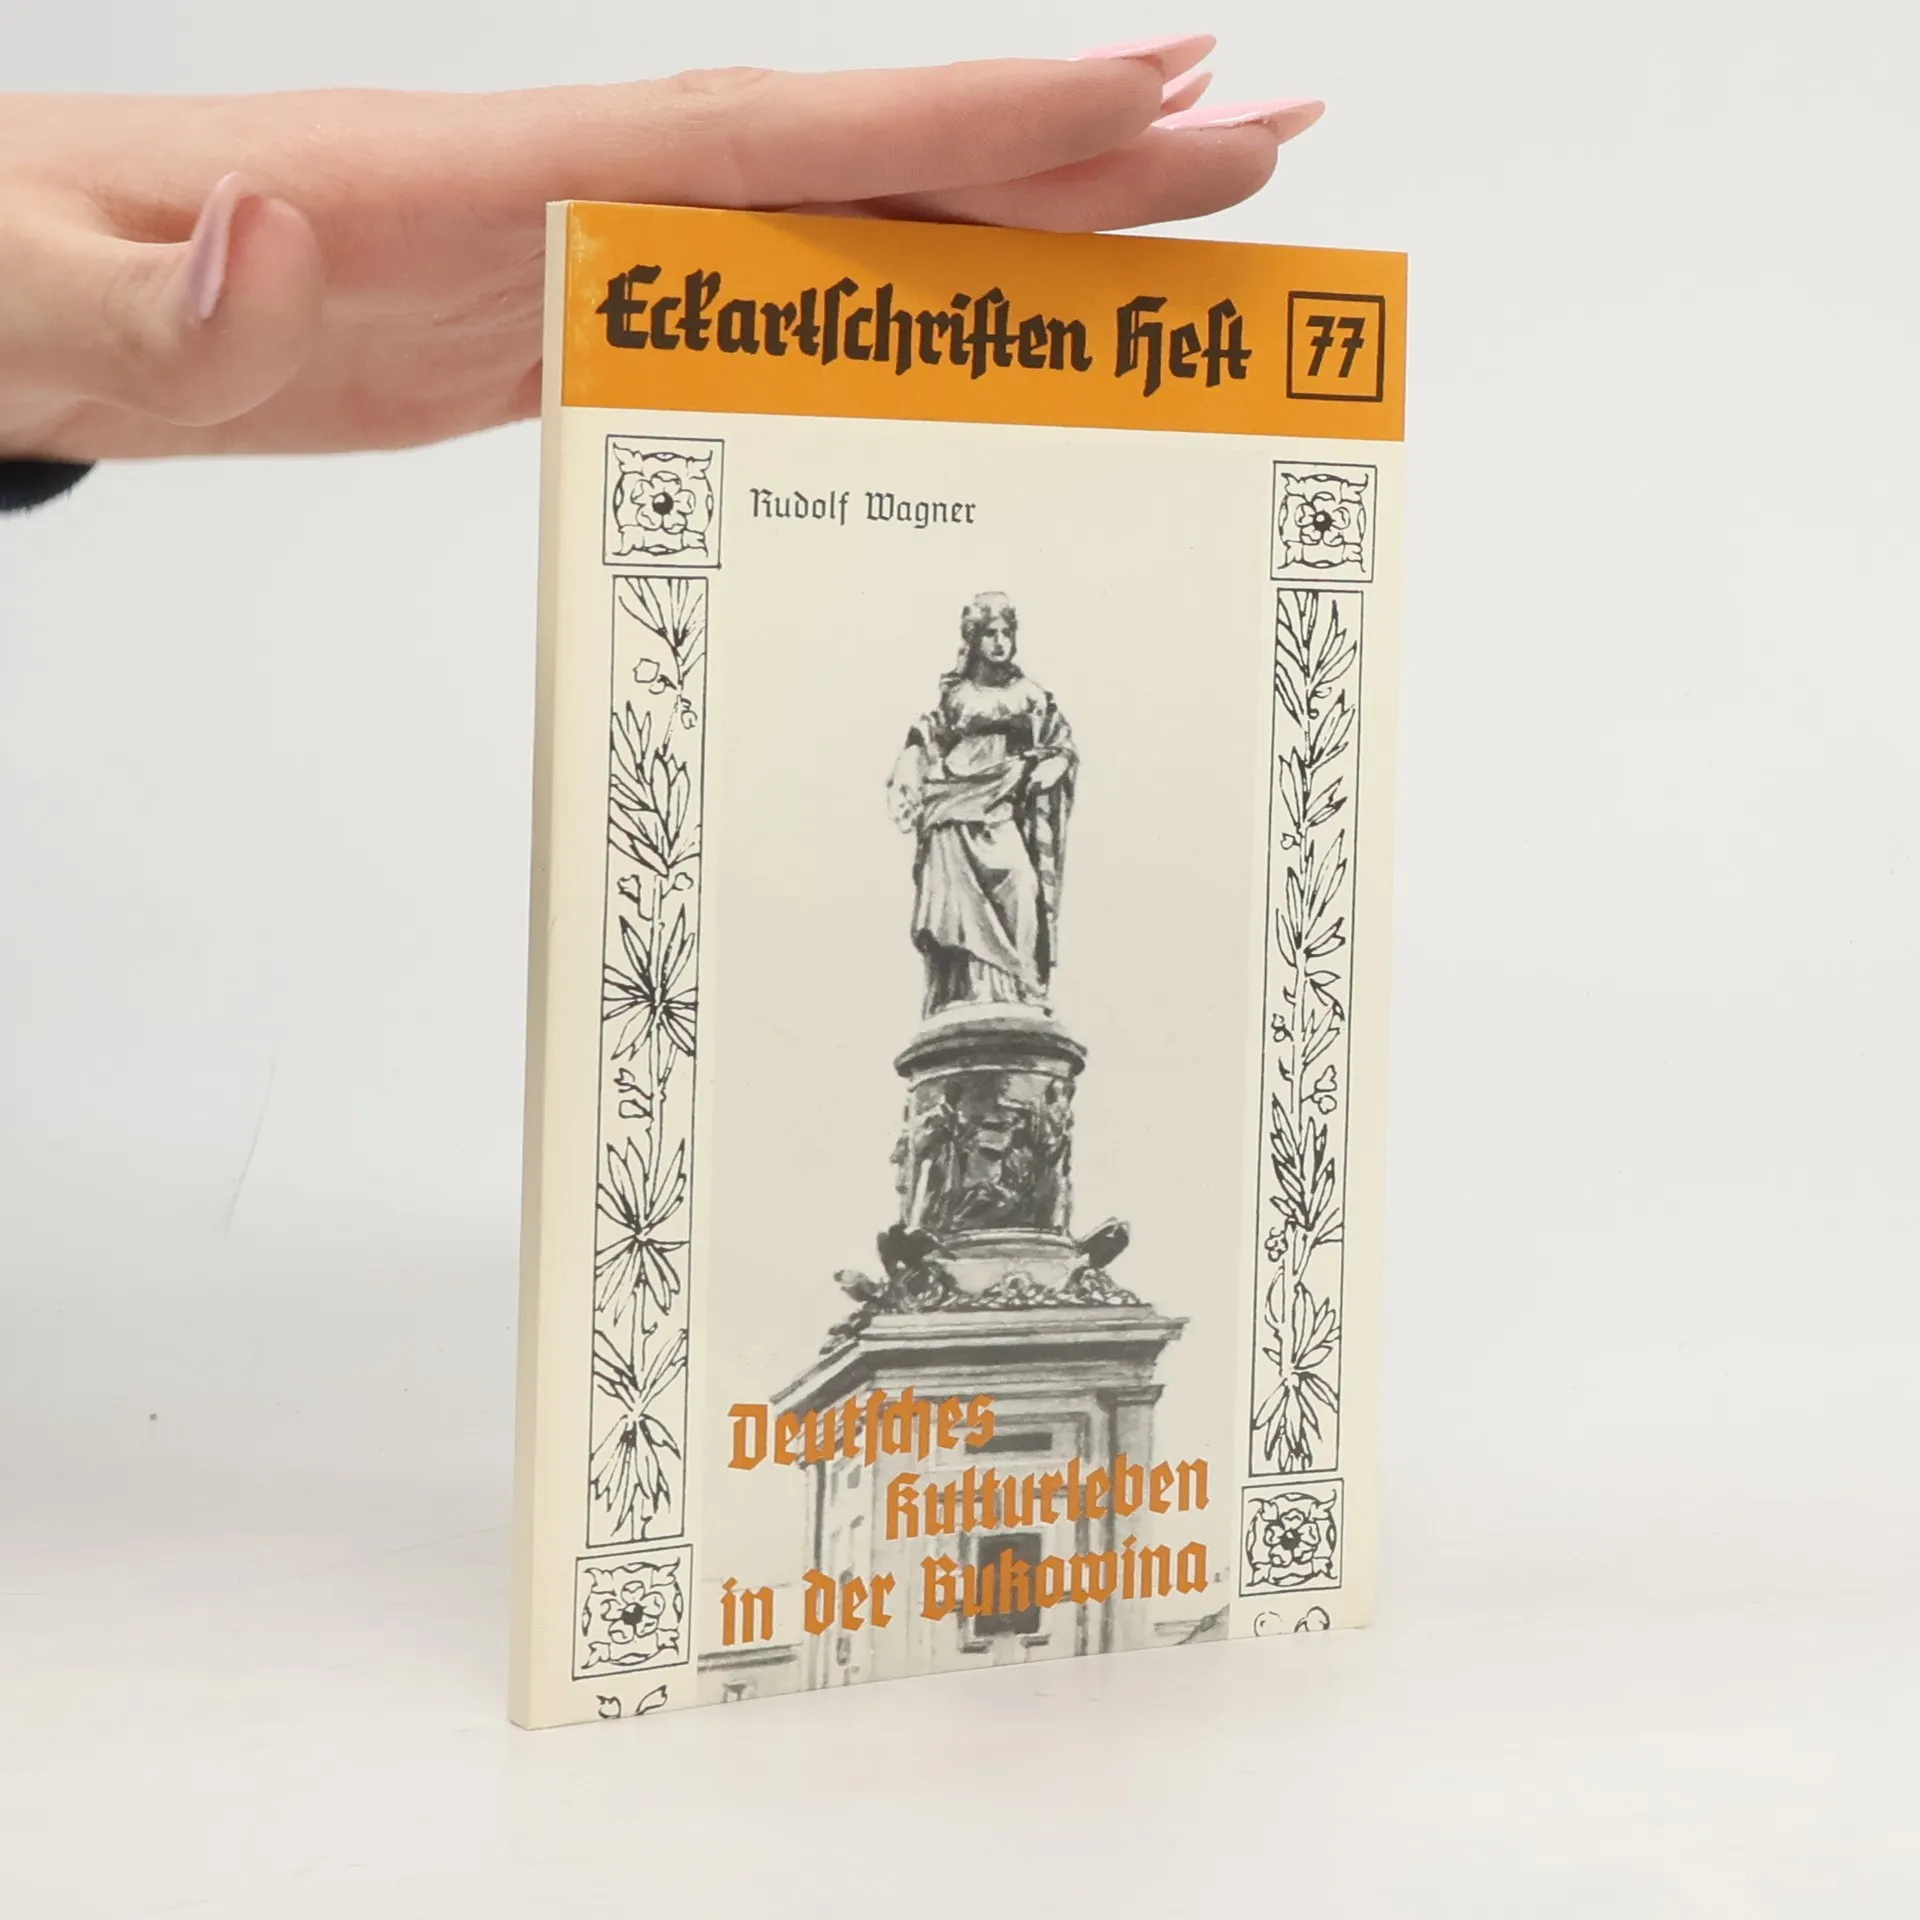 Eckartschriften Heft 77
Rudolf Wagner
Deutsches
Kulturleben
in der Bukowina